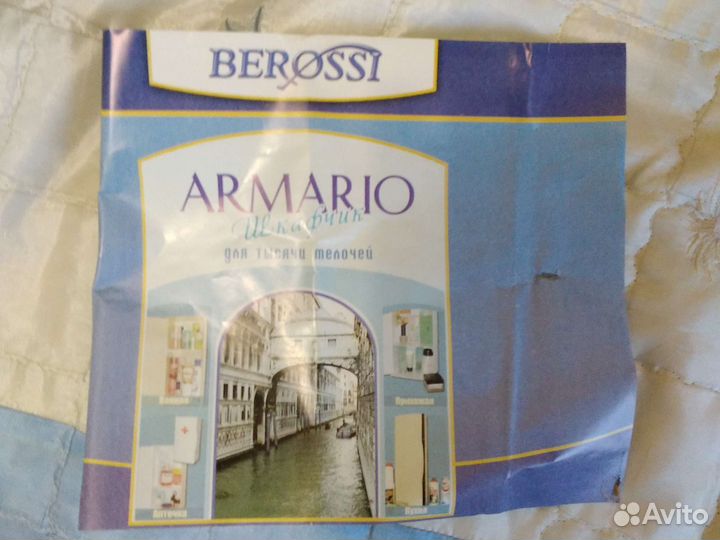 BEROSSI
ARMARIO
Шкафчик
для тысячи мелочей
Ванная
Прихожая
Аптечка
Кухня
Avito